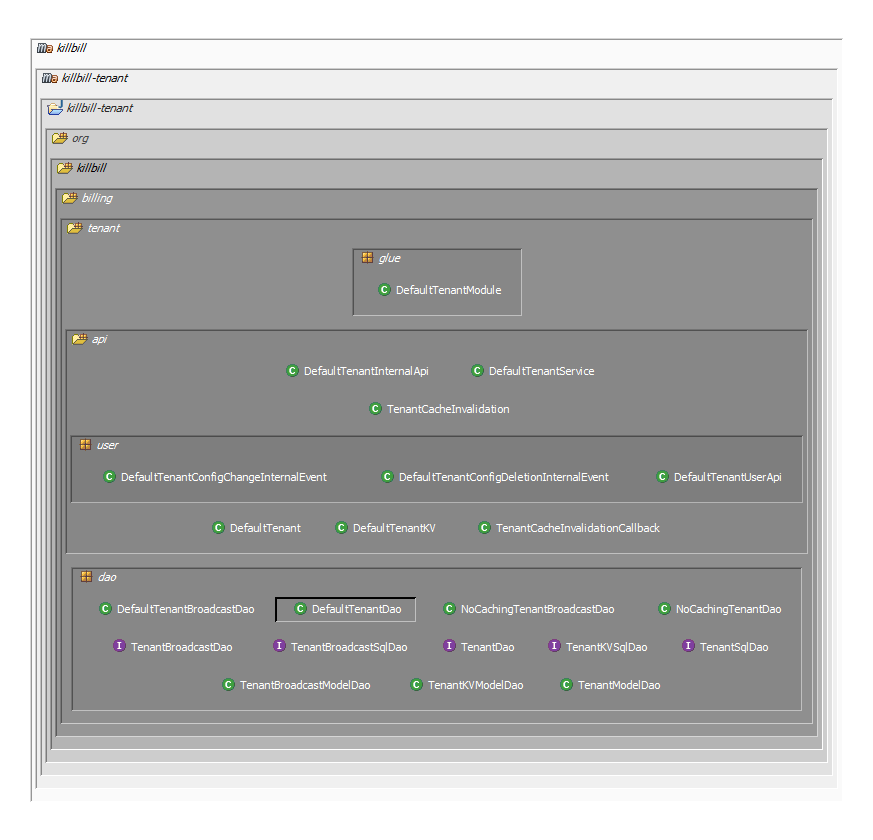 killbill
killbill-tenant
killbill-tenant
org
killbill
billing
tenant
glue
DefaultTenantModule
api
DefaultTenantInternalApi DefaultTenantService
TenantCacheInvalidation
user
DefaultTenantConfigChangeInternalEvent DefaultTenantConfigDeletionInternalEvent DefaultTenantUserApi
DefaultTenant DefaultTenantKV TenantCacheInvalidationCallback
dao
DefaultTenantBroadcastDao DefaultTenantDao NoCachingTenantBroadcastDao NoCachingTenantDao
TenantBroadcastDao TenantBroadcastSqlDao TenantDao TenantKVSqlDao TenantSqlDao
TenantBroadcastModelDao TenantKVModelDao TenantModelDao